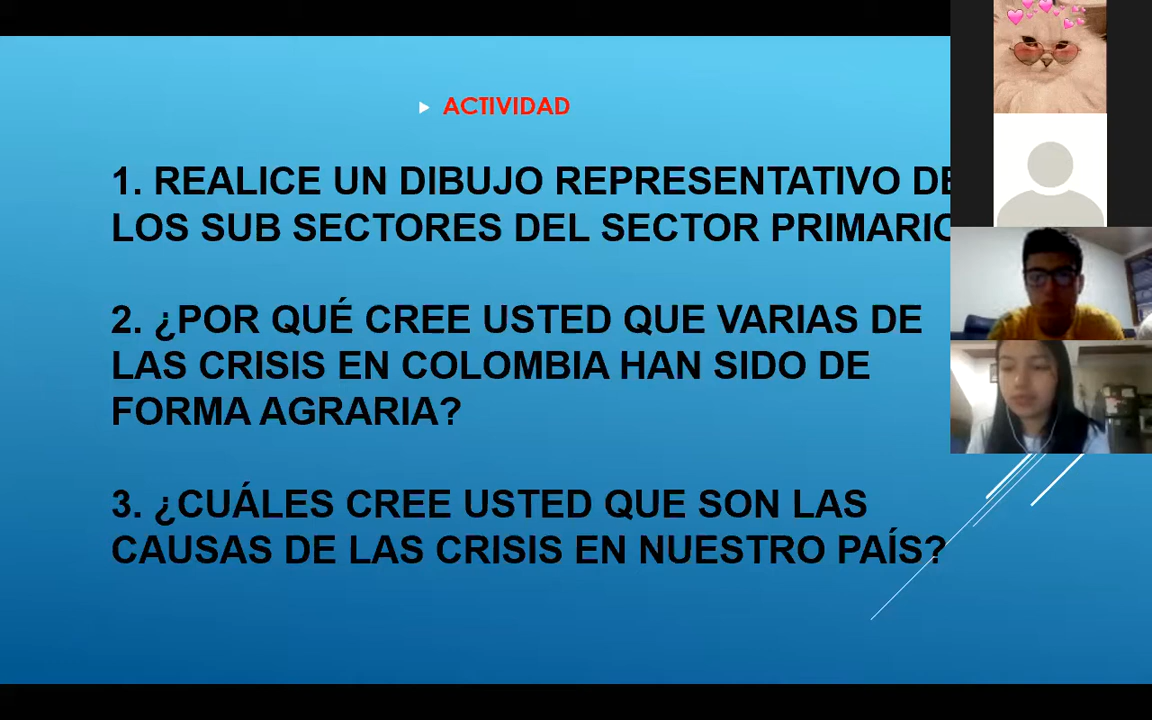 ACTIVIDAD
1. REALICE UN DIBUJO REPRESENTATIVO DE
LOS SUB SECTORES DEL SECTOR PRIMARIO
2. ¿POR QUÉ CREE USTED QUE VARIAS DE
LAS CRISIS EN COLOMBIA HAN SIDO DE
FORMA AGRARIA?
3. ¿CUÁLES CREE USTED QUE SON LAS
CAUSAS DE LAS CRISIS EN NUESTRO PAÍS?